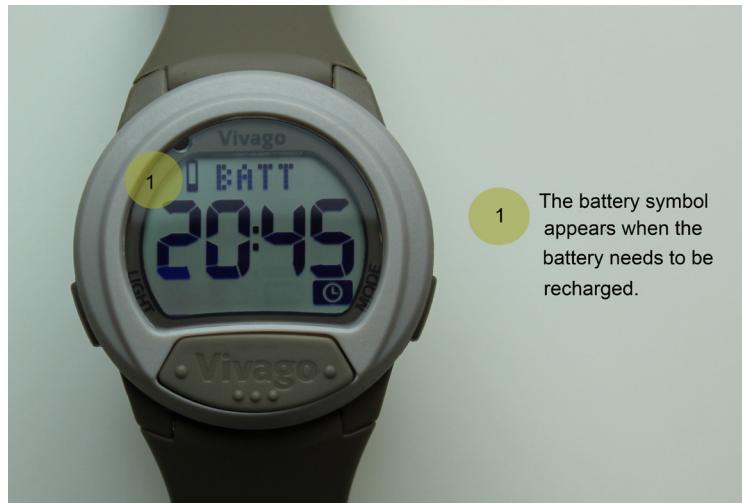 Vivago
1
BATT
20:45
LIGHT
MODE
Vivago
1
The battery symbol
appears when the
battery needs to be
recharged.